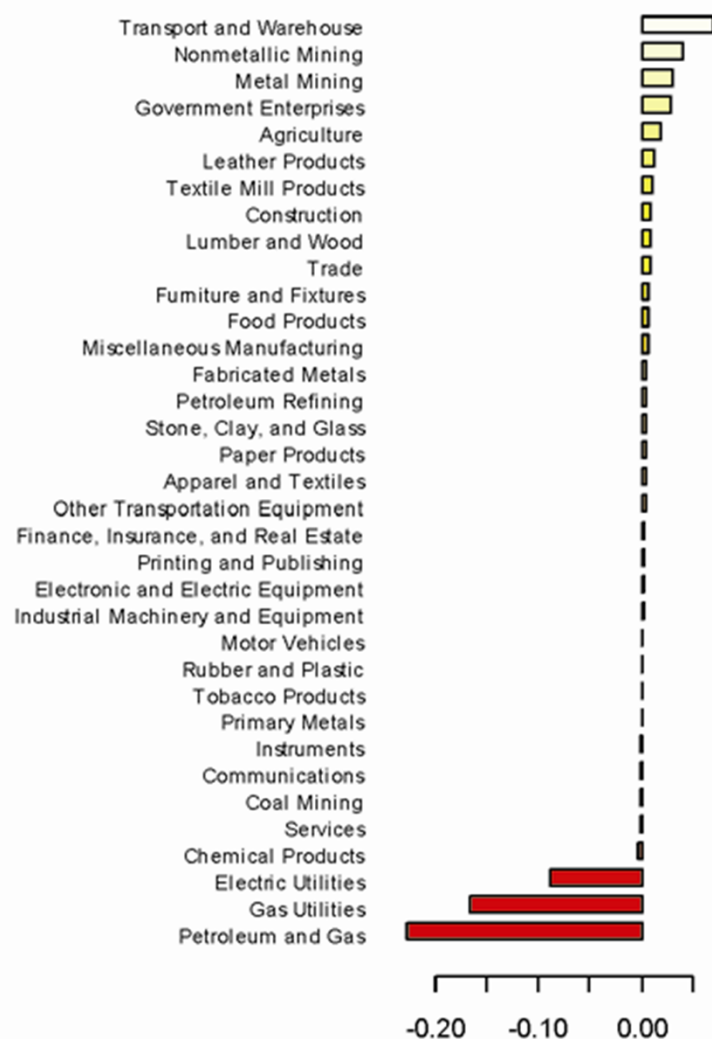 Transport and Warehouse
Nonmetallic Mining
Metal Mining
Government Enterprises
Agriculture
Leather Products
Textile Mill Products
Construction
Lumber and Wood
Trade
Furniture and Fixtures
Food Products
Miscellaneous Manufacturing
Fabricated Metals
Petroleum Refining
Stone, Clay, and Glass
Paper Products
Apparel and Textiles
Other Transportation Equipment
Finance, Insurance, and Real Estate
Printing and Publishing
Electronic and Electric Equipment
Industrial Machinery and Equipment
Motor Vehicles
Rubber and Plastic
Tobacco Products
Primary Metals
Instruments
Communications
Coal Mining
Services
Chemical Products
Electric Utilities
Gas Utilities
Petroleum and Gas
-0.20 -0.10 0.00